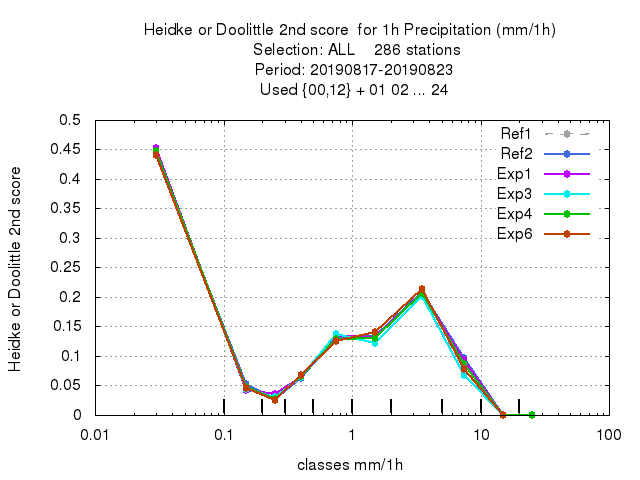 Heidke or Doolittle 2nd score  for 1h Precipitation (mm/1h)
Selection: ALL    286 stations
Period: 20190817-20190823
Used {00,12} + 01 02 ... 24
Heidke or Doolittle 2nd score
0.5
0.45
0.4
0.35
0.3
0.25
0.2
0.15
0.1
0.05
0
Ref1
Ref2
Exp1
Exp3
Exp4
Exp6
0.01 0.1 1 10 100
classes mm/1h